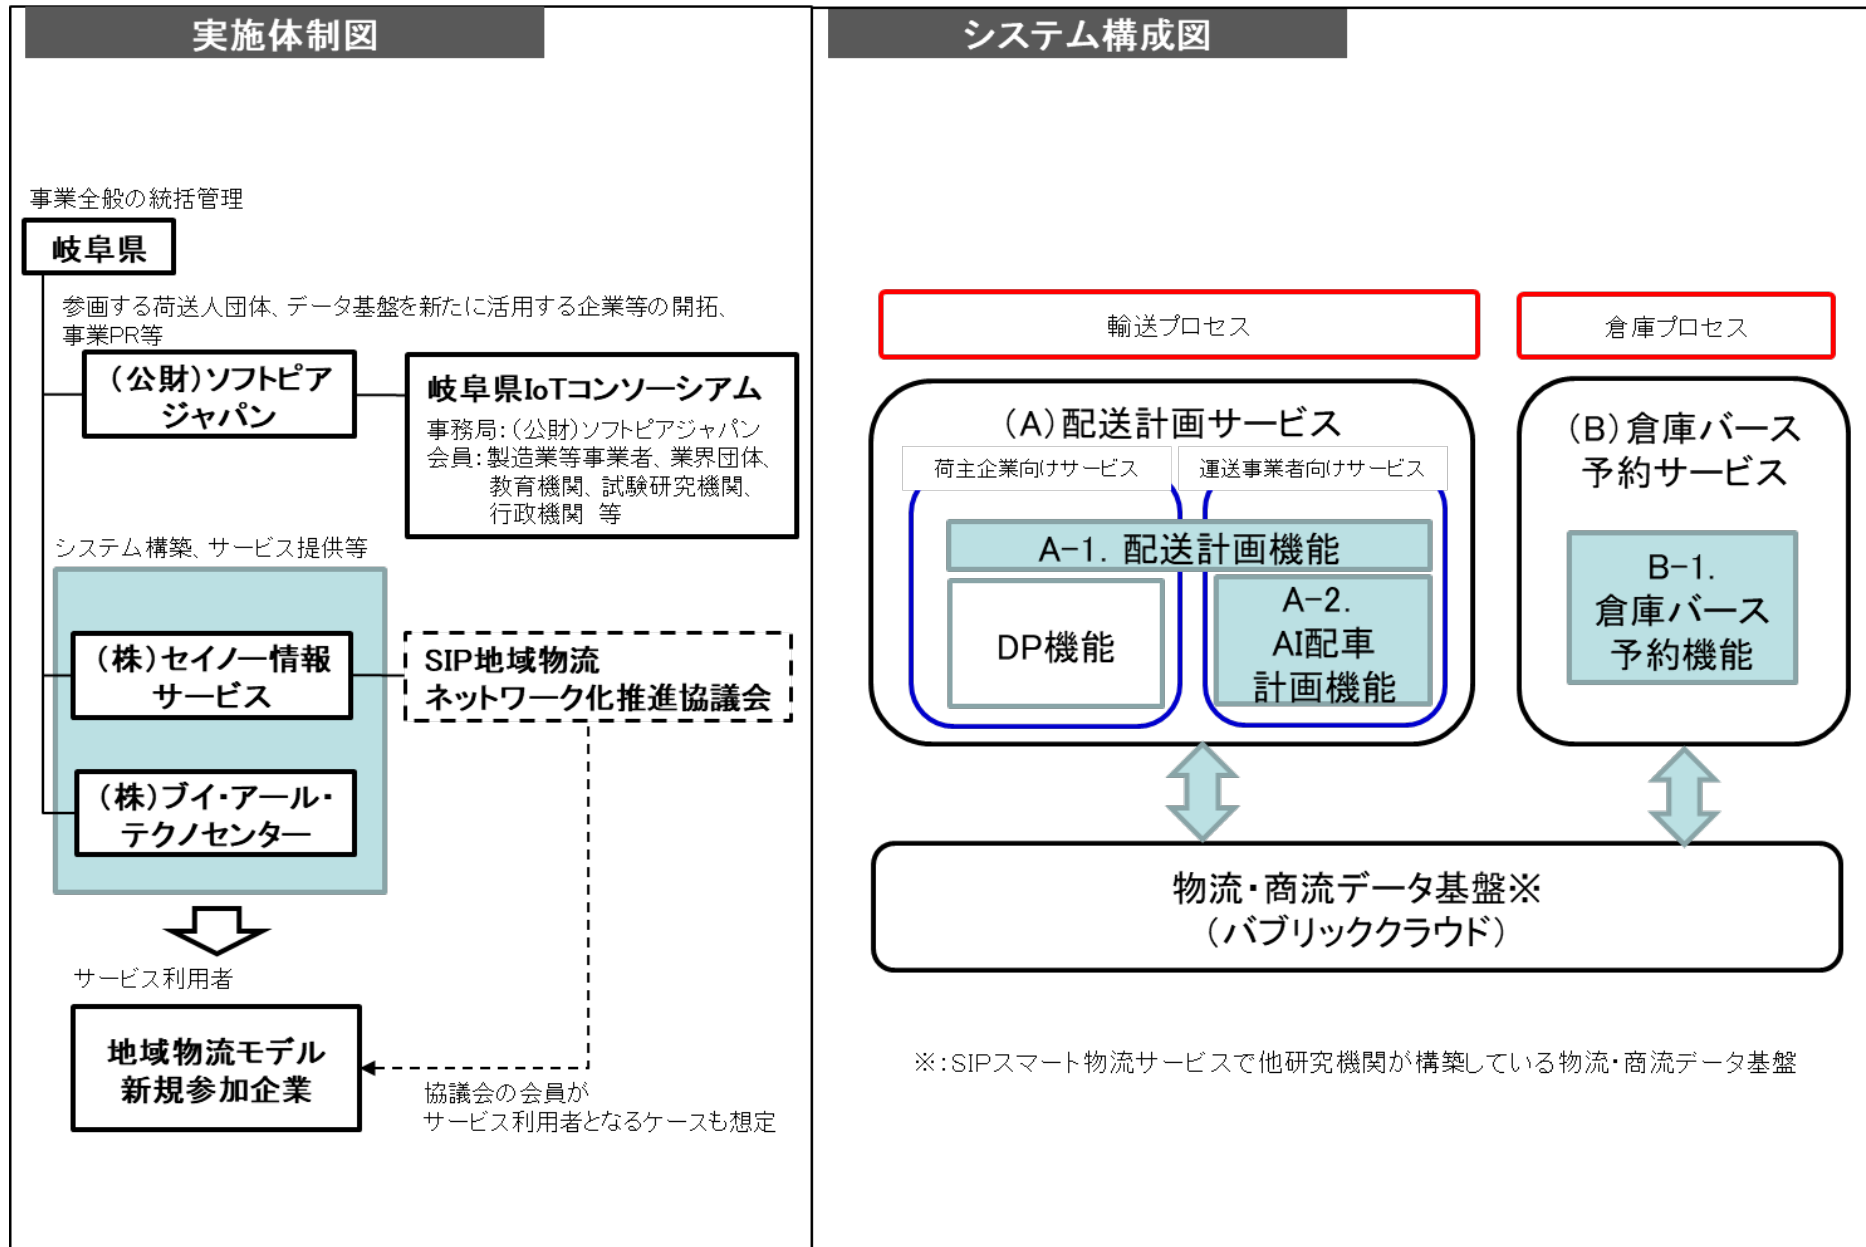 実施体制図
事業全般の統括管理
岐阜県
参画する荷送人団体、データ基盤を新たに活用する企業等の開拓、
事業PR等
(公財)ソフトピア
ジャパン
岐阜県IoTコンソーシアム
事務局:(公財)ソフトピアジャパン
会員:製造業等事業者、業界団体、
教育機関、試験研究機関、
行政機関 等
システム構築、サービス提供等
(株)セイノー情報
サービス
SIP地域物流
ネットワーク化推進協議会
(株)ブイ・アール・
テクノセンター
サービス利用者
地域物流モデル
新規参加企業
協議会の会員が
サービス利用者となるケースも想定
システム構成図
輸送プロセス
倉庫プロセス
(A)配送計画サービス
荷主企業向けサービス
運送事業者向けサービス
A-1. 配送計画機能
DP機能
A-2.
AI配車
計画機能
(B)倉庫バース
予約サービス
B-1.
倉庫バース
予約機能
物流・商流データ基盤※
(パブリッククラウド)
※:SIPスマート物流サービスで他研究機関が構築している物流・商流データ基盤